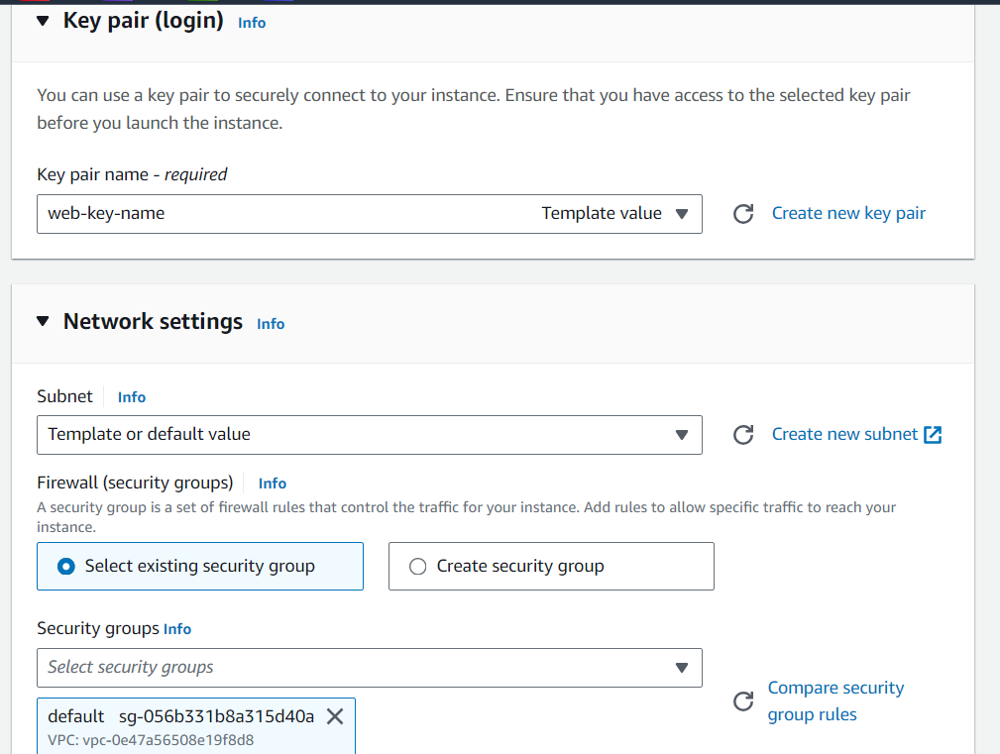 Key pair (login) Info
You can use a key pair to securely connect to your instance. Ensure that you have access to the selected key pair
before you launch the instance.
Key pair name - required
web-key-name Template value
Create new key pair
Network settings Info
Subnet Info
Template or default value
Create new subnet
Firewall (security groups) Info
A security group is a set of firewall rules that control the traffic for your instance. Add rules to allow specific traffic to reach your
instance.
Select existing security group
Create security group
Security groups Info
Select security groups
Compare security
group rules
default sg-056b331b8a315d40a
VPC: vpc-0e47a56508e19f8d8